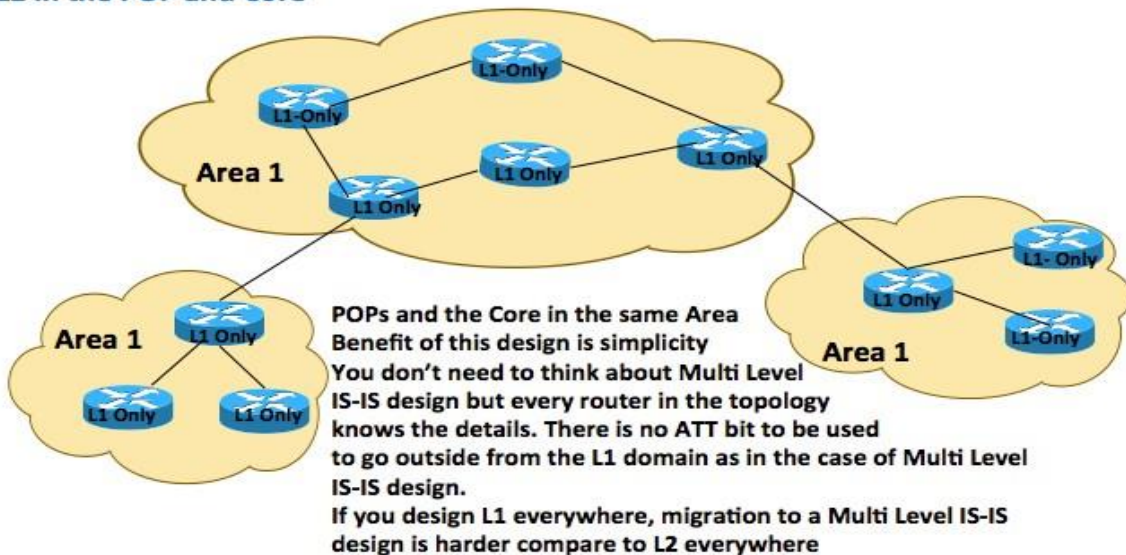 L1-Only
L1-Only
L1 Only
L1 Only
Area 1
L1 Only
L1- Only
L1 Only
L1-Only
Area 1
L1 Only
Area 1
L1 Only
L1 Only
POPs and the Core in the same Area
Benefit of this design is simplicity
You don't need to think about Multi Level
IS-IS design but every router in the topology
knows the details. There is no ATT bit to be used
to go outside from the L1 domain as in the case of Multi Level
IS-IS design.
If you design L1 everywhere, migration to a Multi Level IS-IS
design is harder compare to L2 everywhere